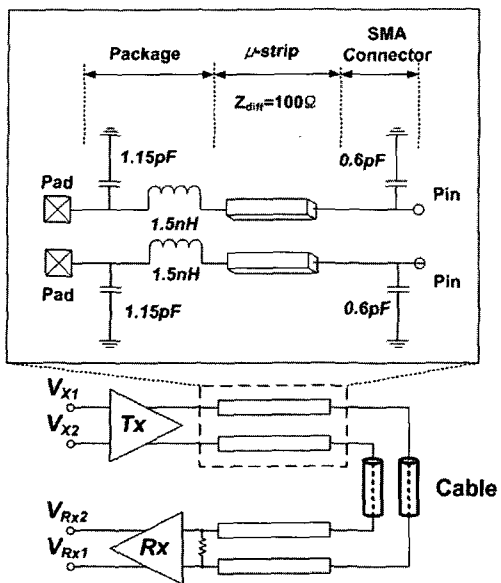 SMA
Package μ-strip Connector
Z_diff=100Ω
1.15pF 0.6pF
Pad Pin
1.5nH
1.5nH
Pad Pin
1.15pF 0.6pF
V_X1
Tx
V_X2
Cable
V_Rx2
Rx
V_Rx1